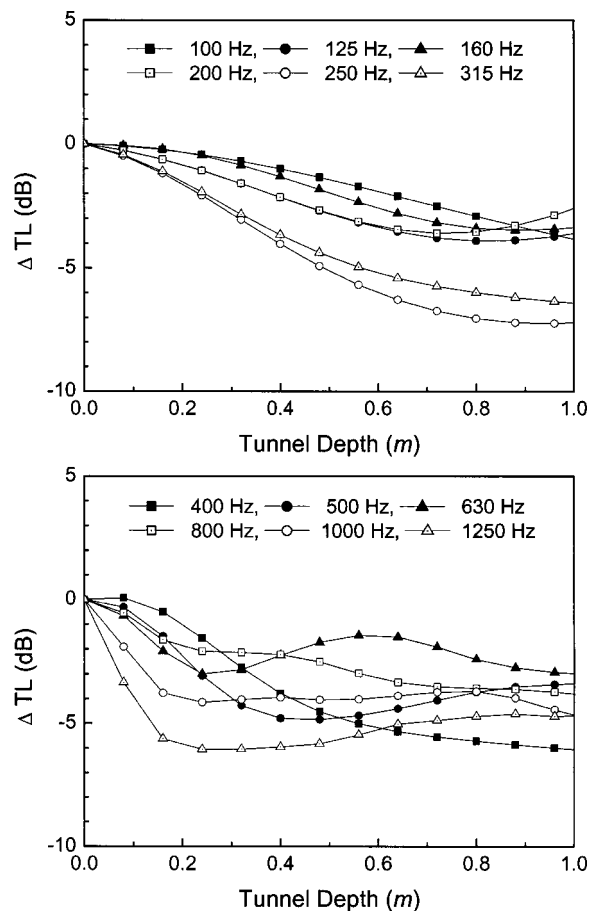 5
100 Hz, 125 Hz, 160 Hz
200 Hz, 250 Hz, 315 Hz
0
Δ TL (dB)
-5
-10
0.0 0.2 0.4 0.6 0.8 1.0
Tunnel Depth (m)
5
400 Hz, 500 Hz, 630 Hz
800 Hz, 1000 Hz, 1250 Hz
0
Δ TL (dB)
-5
-10
0.0 0.2 0.4 0.6 0.8 1.0
Tunnel Depth (m)